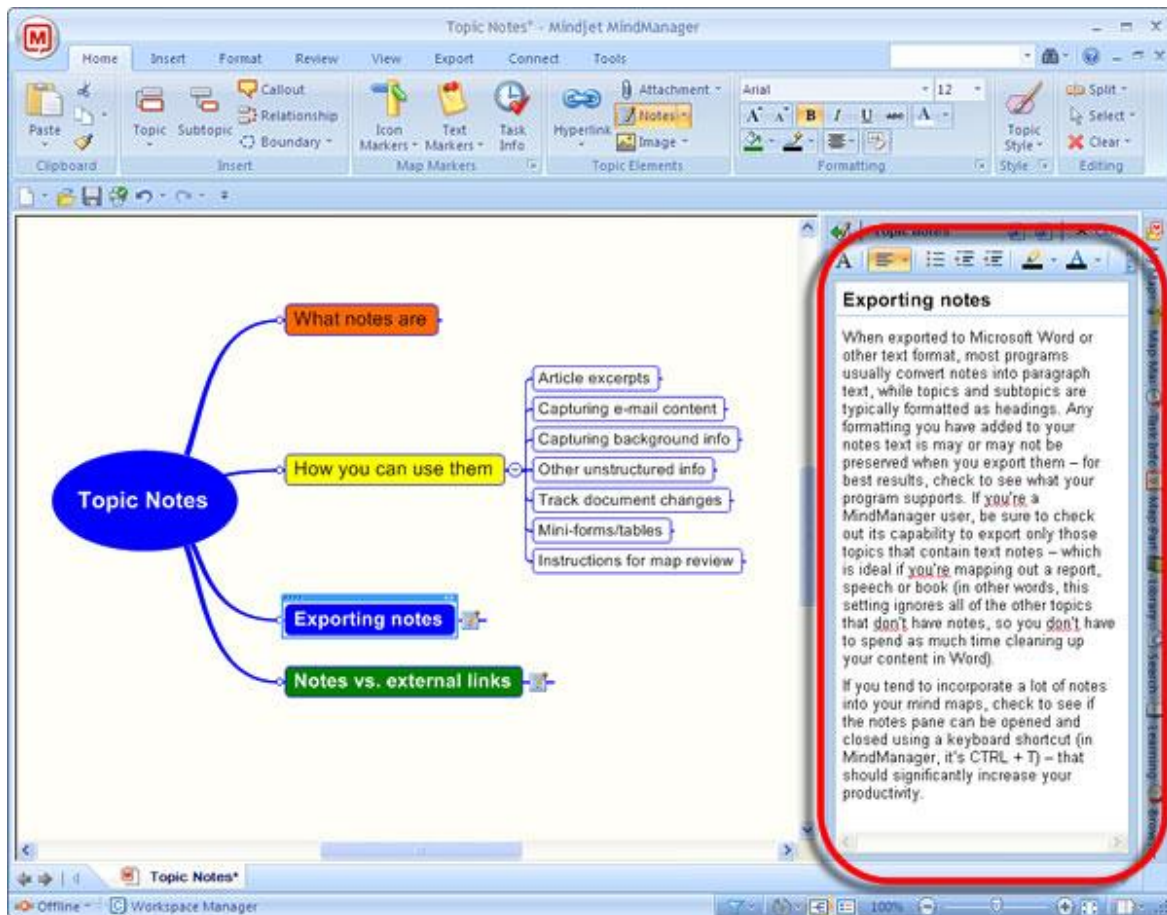 Topic Notes* - Mindjet MindManager
Home Insert Format Review View Export Connect Tools
Paste
Clipboard
Topic
Subtopic
Callout
Relationship
Boundary
Insert
Icon Markers
Text Markers
Task Info
Map Markers
Hyperlink
Attachment
Notes
Image
Topic Elements
Arial 12
A A B I U abc A
Formatting
Topic Style
Style
Split
Select
Clear
Editing
Topic Notes
What notes are
How you can use them
Article excerpts
Capturing e-mail content
Capturing background info
Other unstructured info
Track document changes
Mini-forms/tables
Instructions for map review
Exporting notes
Notes vs. external links
Topic Notes
A A
Exporting notes
When exported to Microsoft Word or
other text format, most programs
usually convert notes into paragraph
text, while topics and subtopics are
typically formatted as headings. Any
formatting you have added to your
notes text is may or may not be
preserved when you export them – for
best results, check to see what your
program supports. If you're a
MindManager user, be sure to check
out its capability to export only those
topics that contain text notes – which
is ideal if you're mapping out a report,
speech or book (in other words, this
setting ignores all of the other topics
that don't have notes, so you don't have
to spend as much time cleaning up
your content in Word).
If you tend to incorporate a lot of notes
into your mind maps, check to see if
the notes pane can be opened and
closed using a keyboard shortcut (in
MindManager, it's CTRL + T) – that
should significantly increase your
productivity.
Task Info
Library
Search
Learning
Topic Notes*
Offline
Workspace Manager
100%